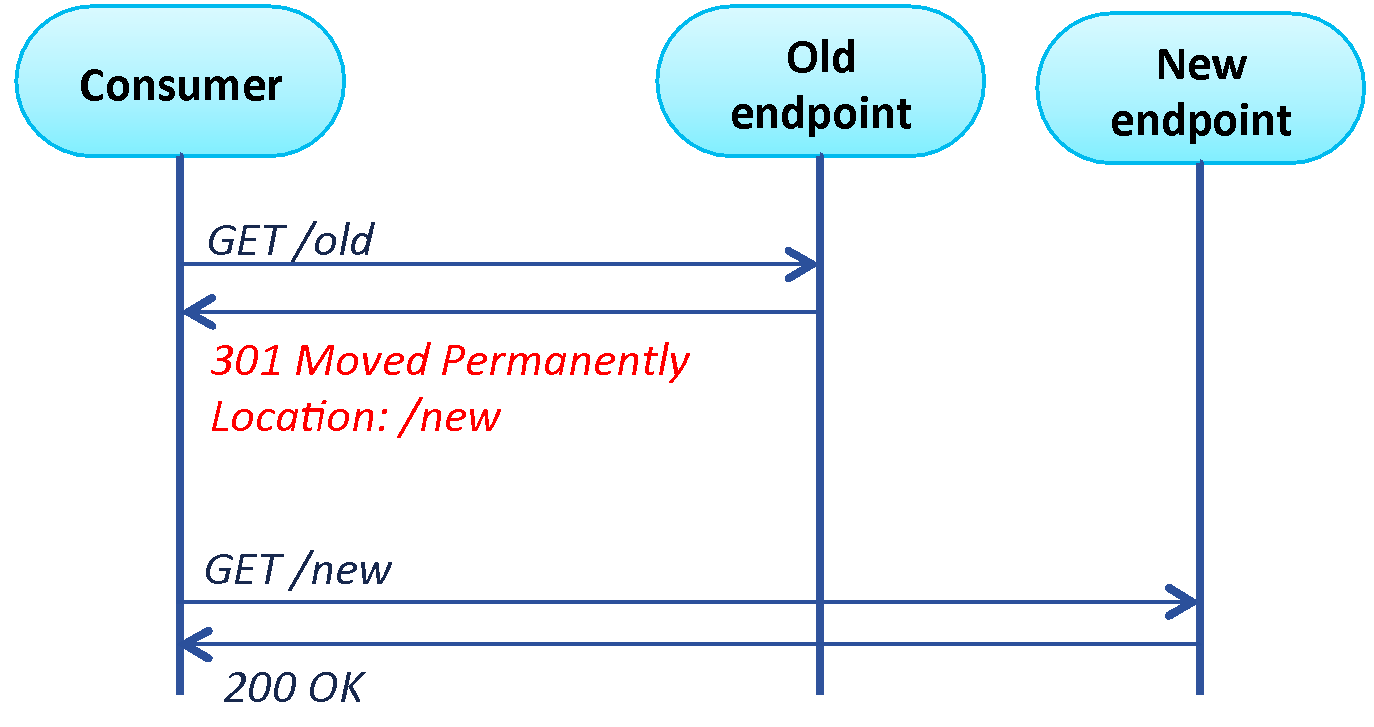 Consumer
Old
endpoint
New
endpoint
GET /old
301 Moved Permanently
Location: /new
GET /new
200 OK